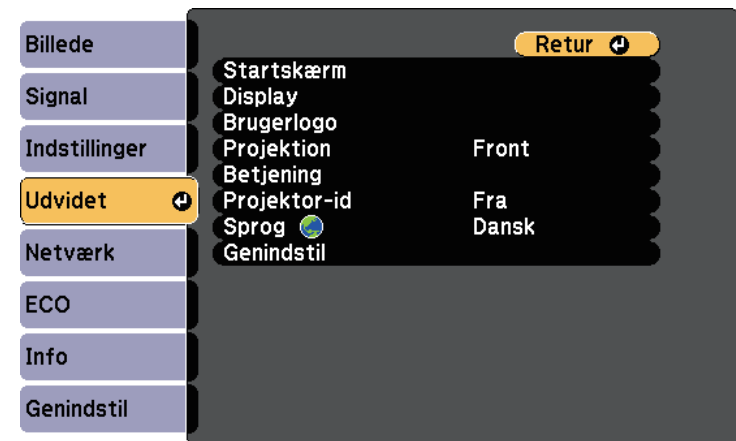 Billede
Signal
Indstillinger
Udvidet
Netværk
ECO
Info
Genindstil
Retur
Startskærm
Display
Brugerlogo
Projektion Front
Betjening
Projektor-id Fra
Sprog Dansk
Genindstil